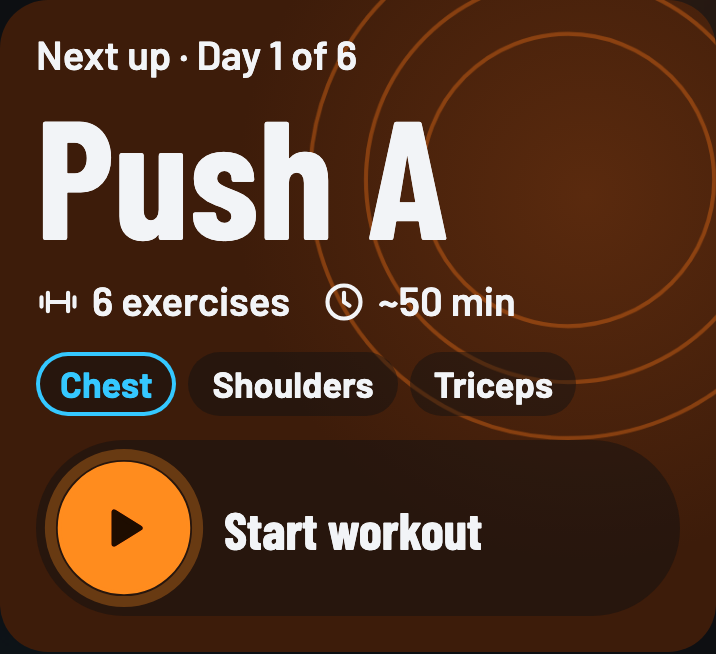 Next up · Day 1 of 6
Push A
6 exercises ~50 min
Chest Shoulders Triceps
Start workout